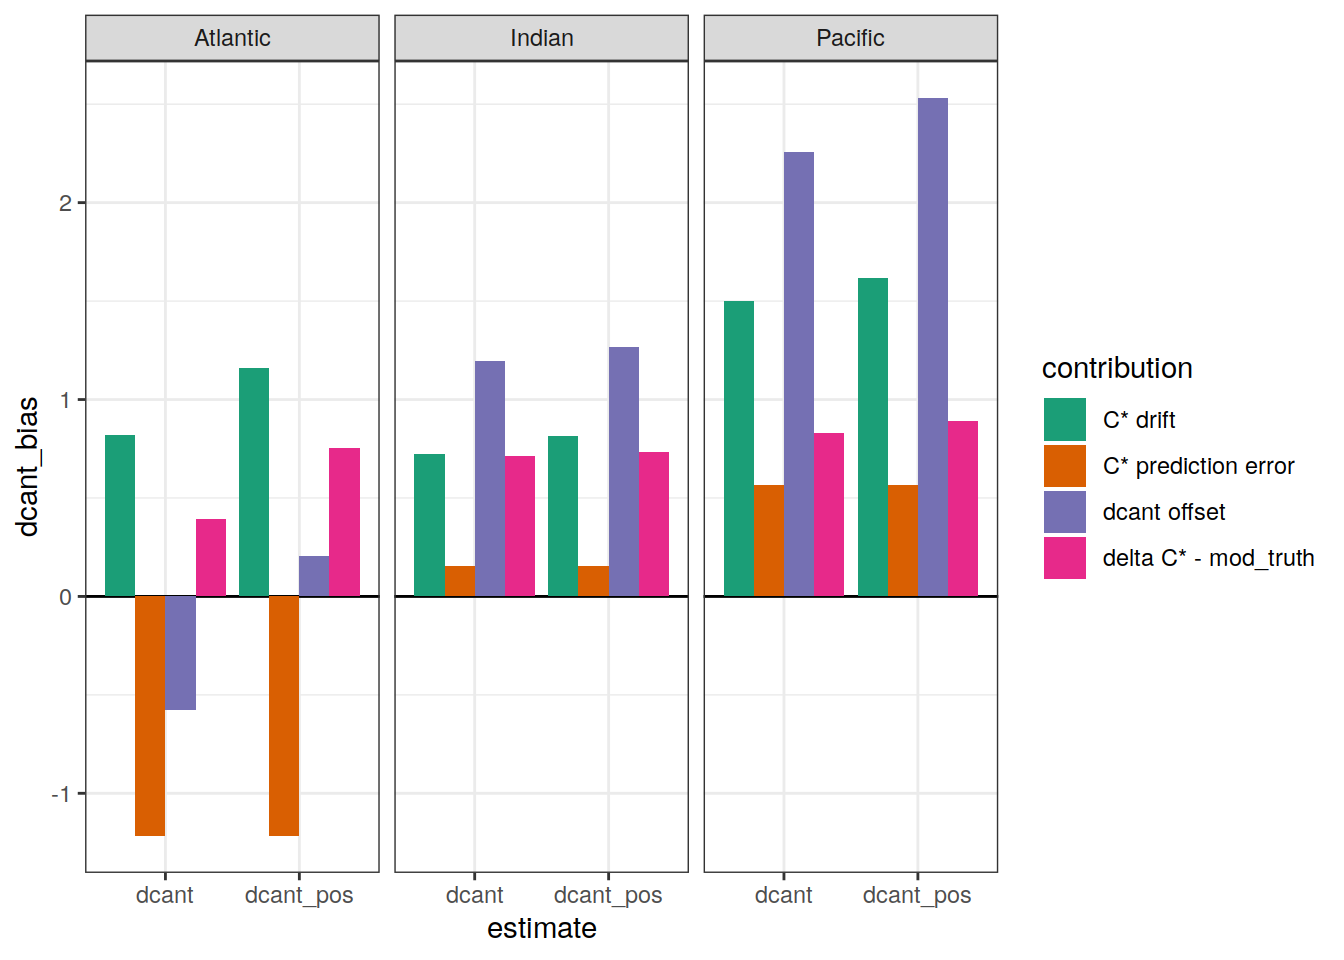 Atlantic Indian Pacific
2
1
0
-1
dcant_bias
dcant dcant_pos dcant dcant_pos dcant dcant_pos
estimate
contribution
C* drift
C* prediction error
dcant offset
delta C* - mod_truth